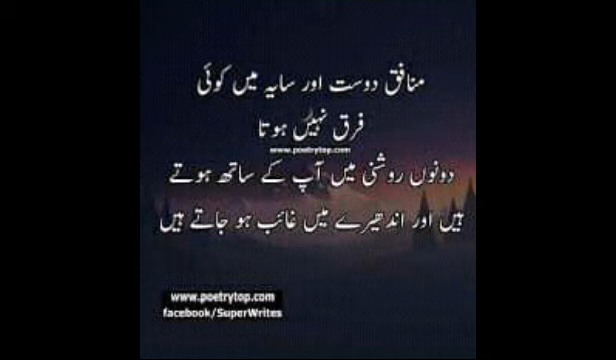 منافق دوست اور سایہ میں کوئی
فرق نہیں ہوتا
www.poetrytop.com
دونوں روشنی میں آپ کے ساتھ ہوتے
ہیں اور اندھیرے میں غائب ہو جاتے ہیں
www.poetrytop.com
facebook/SuperWrites